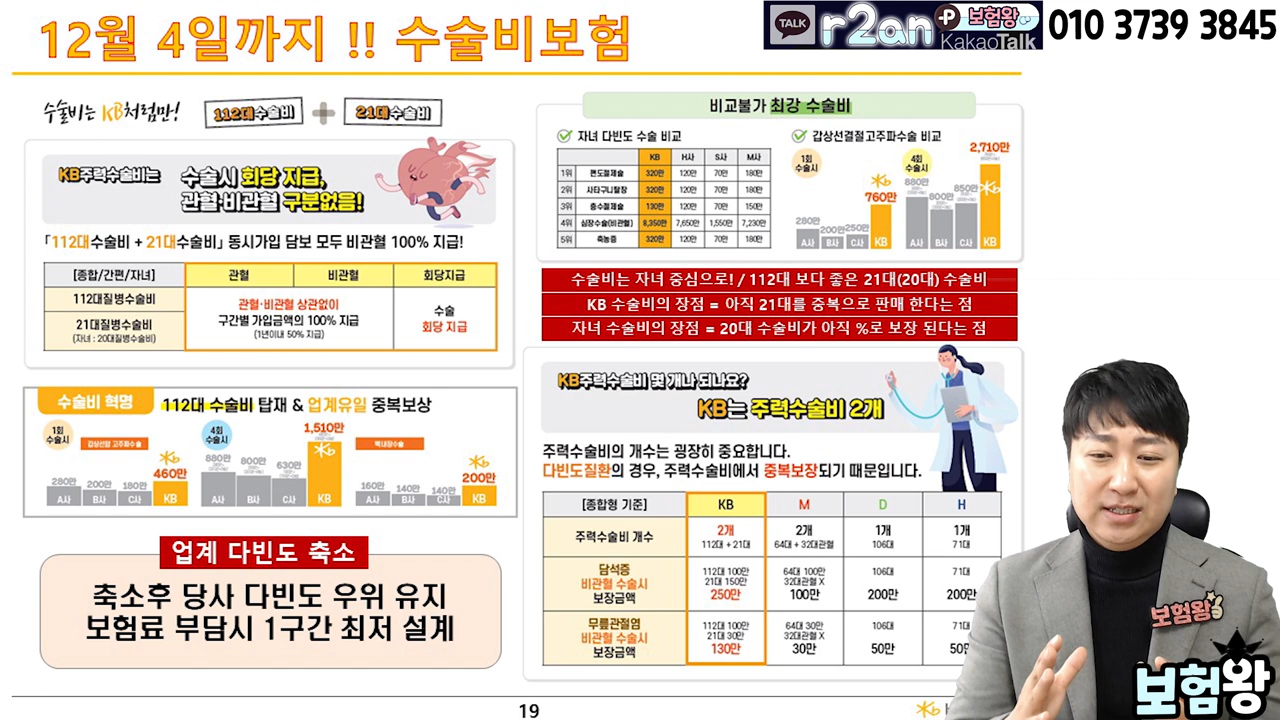 12월 4일까지 !! 수술비보험
TALK
r2an
P 보험왕
KakaoTalk
010 3739 3845
수술비는 KB처럼만!
112대수술비 + 21대수술비
KB주력수술비는
수술시 회당 지급,
관혈·비관혈 구분없음!
「112대수술비 + 21대수술비」 동시가입 담보 모두 비관혈 100% 지급!
[종합/간편/자녀] 관혈 비관혈 회당지급
112대질병수술비
21대질병수술비
(자녀 : 20대질병수술비)
관혈·비관혈 상관없이
구간별 가입금액의 100% 지급
(1년이내 50% 지급)
수술
회당 지급
수술비 혁명
112대 수술비 탑재 & 업계유일 중복보상
1회
수술시
갑상선암 고주파수술
280만 200만 180만 460만
A사 B사 C사 KB
4회
수술시
880만 800만 630만 1,510만
A사 B사 C사 KB
백내장수술
160만 140만 140만 200만
A사 B사 C사 KB
업계 다빈도 축소
축소후 당사 다빈도 우위 유지
보험료 부담시 1구간 최저 설계
비교불가 최강 수술비
자녀 다빈도 수술 비교
KB H사 S사 M사
1위 편도절제술 320만 120만 70만 180만
2위 사타구니탈장 320만 120만 70만 180만
3위 충수절제술 130만 120만 70만 150만
4위 심장수술(비관혈) 8,350만 7,650만 1,550만 7,230만
5위 축농증 320만 120만 70만 180만
갑상선결절고주파수술 비교
1회
수술시
280만 200만 250만 760만
A사 B사 C사 KB
4회
수술시
880만 800만 850만 2,710만
A사 B사 C사 KB
수술비는 자녀 중심으로! / 112대 보다 좋은 21대(20대) 수술비
KB 수술비의 장점 = 아직 21대를 중복으로 판매 한다는 점
자녀 수술비의 장점 = 20대 수술비가 아직 %로 보장 된다는 점
KB주력수술비 몇 개나 되나요?
KB는 주력수술비 2개
주력수술비의 개수는 굉장히 중요합니다.
다빈도질환의 경우, 주력수술비에서 중복보장되기 때문입니다.
[종합형 기준] KB M D H
주력수술비 개수 2개 2개 1개 1개
112대 + 21대 64대 + 32대관혈 106대 71대
담석증
비관혈 수술시
보장금액
112대 100만 64대 100만 106대 71대
21대 150만 32대관혈 X
250만 100만 200만 200만
무릎관절염
비관혈 수술시
보장금액
112대 100만 64대 30만 106대 71대
21대 30만 32대관혈 X
130만 30만 50만
보험왕
보험왕
19